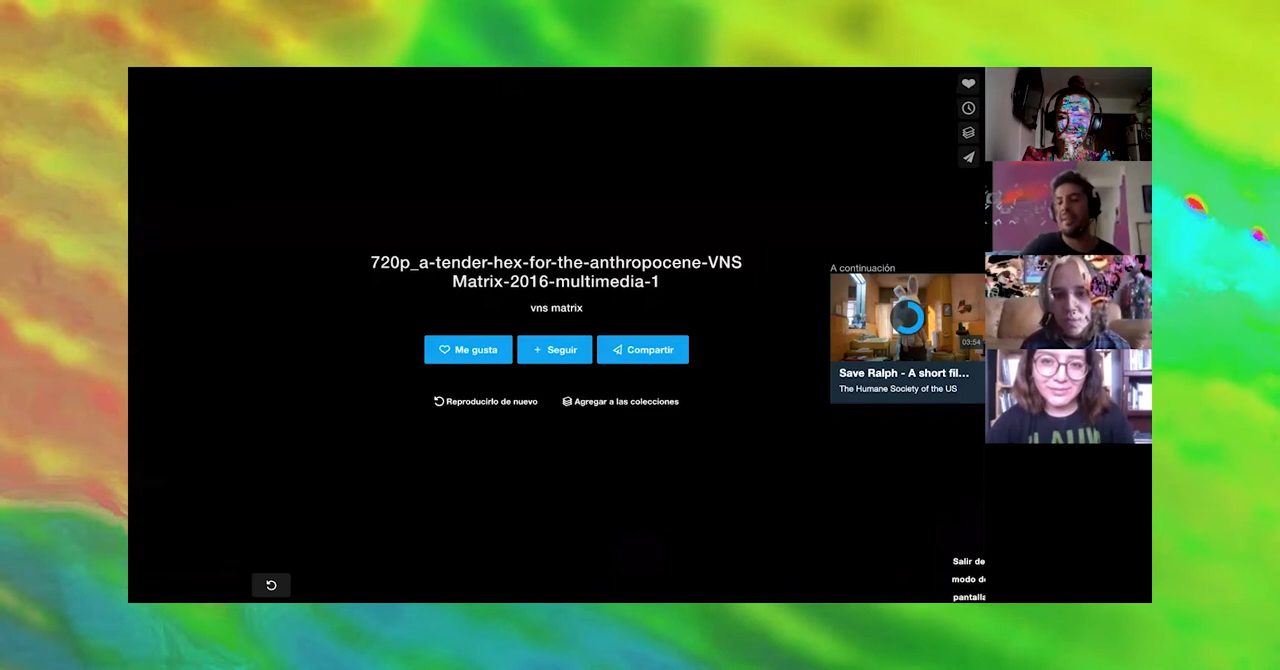 720p_a-tender-hex-for-the-anthropocene-VNS
Matrix-2016-multimedia-1
vns matrix
Me gusta
Seguir
Compartir
Reproducirlo de nuevo
Agregar a las colecciones
A continuación
03:54
Save Ralph - A short fil...
The Humane Society of the US
Salir de
modo de
pantalla